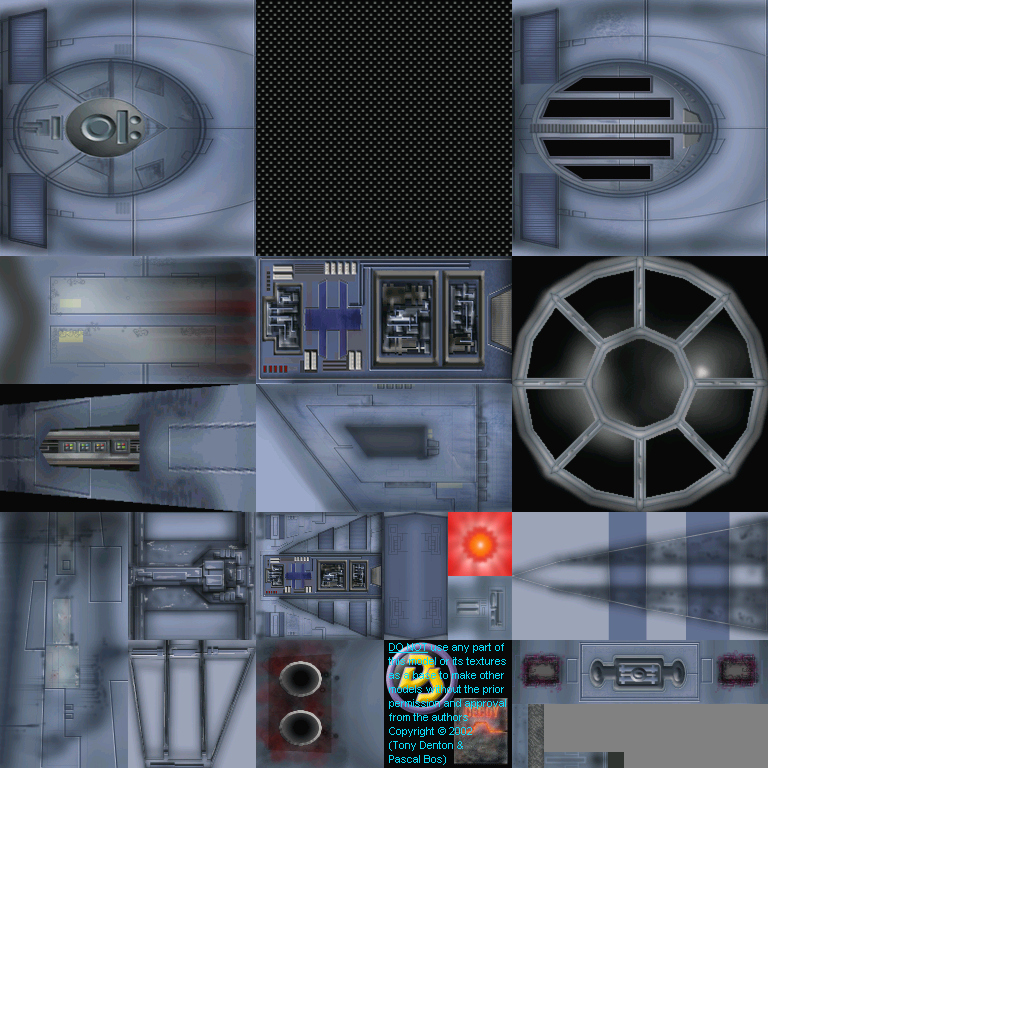 DO NOT use any part of
this model or its textures
as a base to make other
models without the prior
permission and approval
from the authors
Copyright © 2002
(Tony Denton &
Pascal Bos)